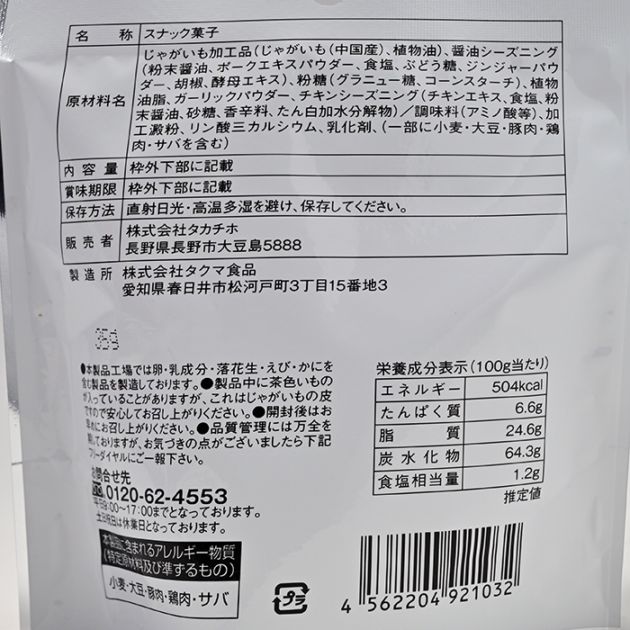 名称 スナック菓子
原材料名 じゃがいも加工品(じゃがいも(中国産)、植物油)、醤油シーズニング
(粉末醤油、ポークエキスパウダー、食塩、ぶどう糖、ジンジャーパウ
ダー、胡椒、酵母エキス)、粉糖(グラニュー糖、コーンスターチ)、植物
油脂、ガーリックパウダー、チキンシーズニング(チキンエキス、食塩、粉
末醤油、砂糖、香辛料、たん白加水分解物)/調味料(アミノ酸等)、加
工澱粉、リン酸三カルシウム、乳化剤、(一部に小麦・大豆・豚肉・鶏
肉・サバを含む)
内容量 枠外下部に記載
賞味期限 枠外下部に記載
保存方法 直射日光・高温多湿を避け、保存してください。
販売者 株式会社タカチホ
長野県長野市大豆島5888
製造所 株式会社タクマ食品
愛知県春日井市松河戸町3丁目15番地3
35g
●本製品工場では卵・乳成分・落花生・えび・かにを
含む製品を製造しております。●製品中に茶色いもの
が入っていることがありますが、これはじゃがいもの皮
ですので安心してお召し上がりください。●開封後はお
早めにお召し上がりください。●品質管理には万全を
期しておりますが、お気づきの点がございましたら下記
フリーダイヤルにご一報下さい。
お問合せ先
0120-62-4553
平日9:00〜17:00までとなっております。
土日祝日は休業日となっております。
本製品に含まれるアレルギー物質
(特定原材料及び準ずるもの)
小麦・大豆・豚肉・鶏肉・サバ
栄養成分表示(100g当たり)
エネルギー 504kcal
たんぱく質 6.6g
脂質 24.6g
炭水化物 64.3g
食塩相当量 1.2g
推定値
プラ
4 562204 921032